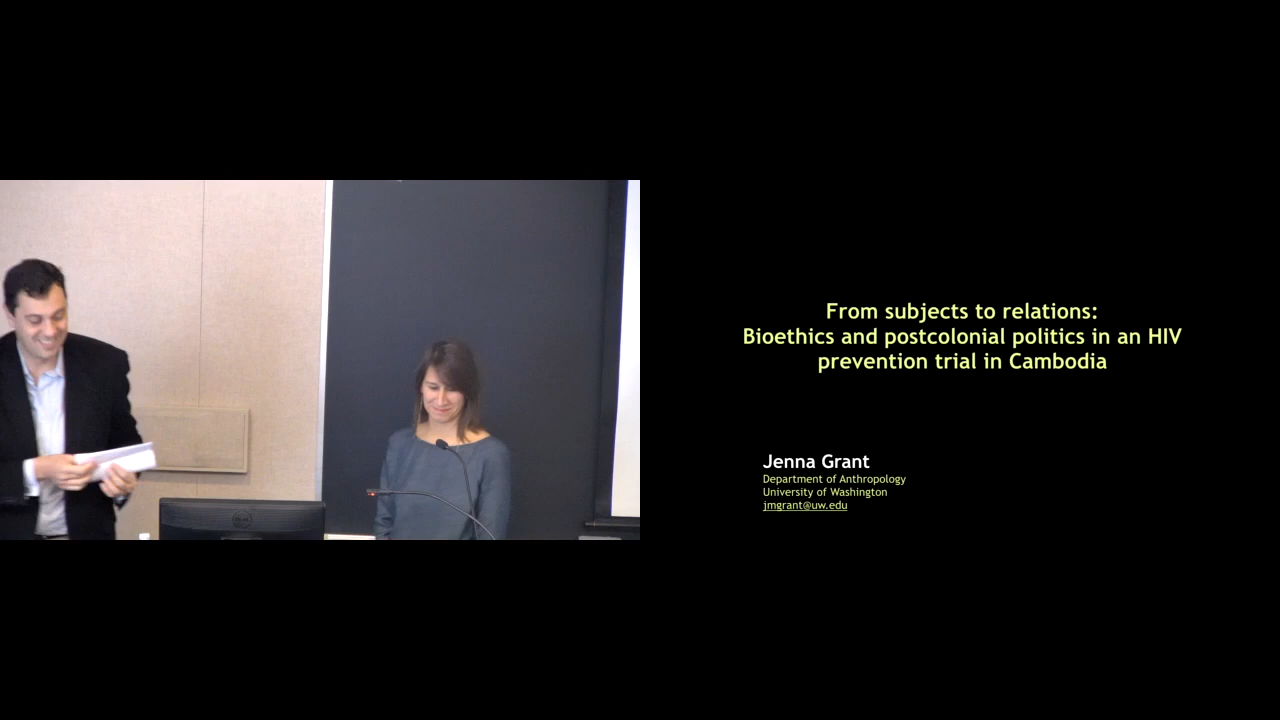 From subjects to relations:
Bioethics and postcolonial politics in an HIV
prevention trial in Cambodia
Jenna Grant
Department of Anthropology
University of Washington
jmgrant@uw.edu